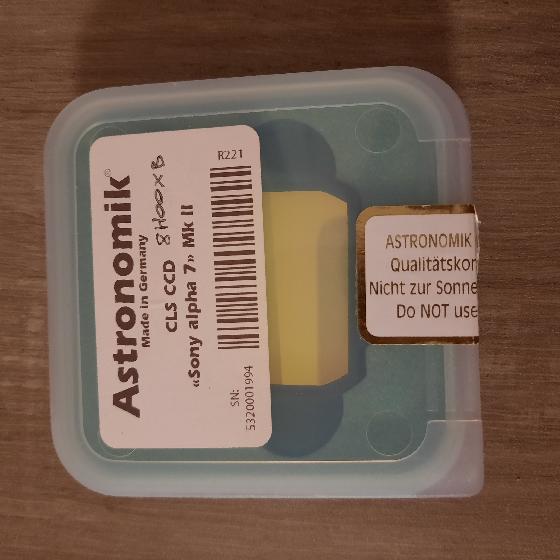 Astronomik®
Made in Germany
CLS CCD
«Sony alpha 7» Mk II
R221
SN:
5320001994
ASTRONOMIK
Qualitätskon
Nicht zur Sonne
Do NOT use